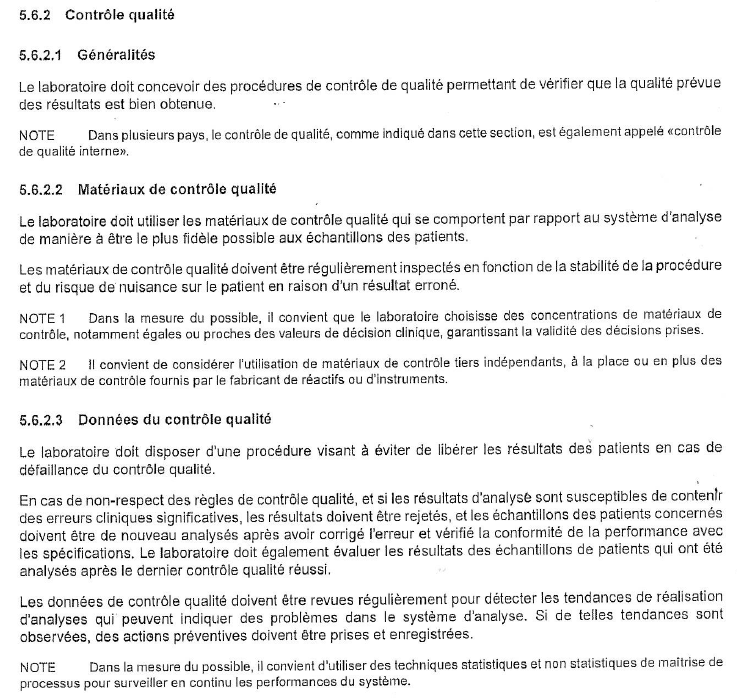 5.6.2 Contrôle qualité
5.6.2.1 Généralités
Le laboratoire doit concevoir des procédures de contrôle de qualité permettant de vérifier que la qualité prévue
des résultats est bien obtenue.
NOTE Dans plusieurs pays, le contrôle de qualité, comme indiqué dans cette section, est également appelé «contrôle
de qualité interne».
5.6.2.2 Matériaux de contrôle qualité
Le laboratoire doit utiliser les matériaux de contrôle qualité qui se comportent par rapport au système d'analyse
de manière à être le plus fidèle possible aux échantillons des patients.
Les matériaux de contrôle qualité doivent être régulièrement inspectés en fonction de la stabilité de la procédure
et du risque de nuisance sur le patient en raison d'un résultat erroné.
NOTE 1 Dans la mesure du possible, il convient que le laboratoire choisisse des concentrations de matériaux de
contrôle, notamment égales ou proches des valeurs de décision clinique, garantissant la validité des décisions prises.
NOTE 2 Il convient de considérer l'utilisation de matériaux de contrôle tiers indépendants, à la place ou en plus des
matériaux de contrôle fournis par le fabricant de réactifs ou d'instruments.
5.6.2.3 Données du contrôle qualité
Le laboratoire doit disposer d'une procédure visant à éviter de libérer les résultats des patients en cas de
défaillance du contrôle qualité.
En cas de non-respect des règles de contrôle qualité, et si les résultats d'analyse sont susceptibles de contenir
des erreurs cliniques significatives, les résultats doivent être rejetés, et les échantillons des patients concernés
doivent être de nouveau analysés après avoir corrigé l'erreur et vérifié la conformité de la performance avec
les spécifications. Le laboratoire doit également évaluer les résultats des échantillons de patients qui ont été
analysés après le dernier contrôle qualité réussi.
Les données de contrôle qualité doivent être revues régulièrement pour détecter les tendances de réalisation
d'analyses qui peuvent indiquer des problèmes dans le système d'analyse. Si de telles tendances sont
observées, des actions préventives doivent être prises et enregistrées.
NOTE Dans la mesure du possible, il convient d'utiliser des techniques statistiques et non statistiques de maîtrise de
processus pour surveiller en continu les performances du système.